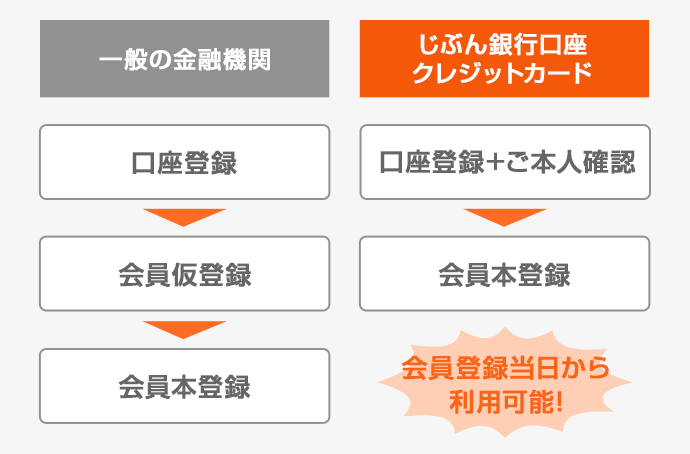 一般の金融機関
口座登録
会員仮登録
会員本登録
じぶん銀行口座
クレジットカード
口座登録+ご本人確認
会員本登録
会員登録当日から
利用可能!